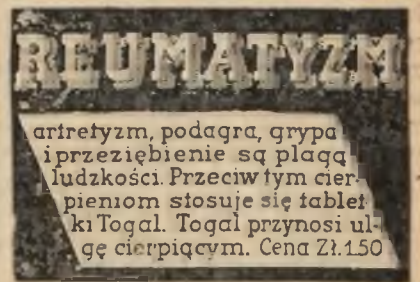 REUMATYZM
artretyzm, podagra, grypa
i przeziębienie są plagą
ludzkości. Przeciw tym cier-
pieniom stosuje się tablet
ki Togal. Togal przynosi ul-
gę cierpiącym. Cena Zł. 1.50